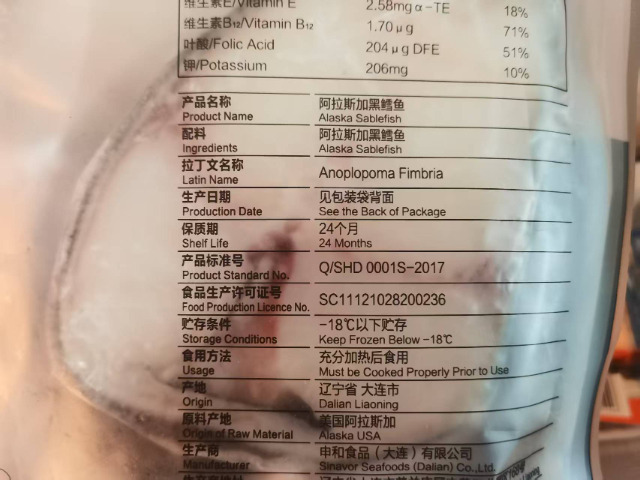 维生素E/Vitamin E 2.58mg α-TE 18%
维生素B₁₂/Vitamin B₁₂ 1.70μg 71%
叶酸/Folic Acid 204μg DFE 51%
钾/Potassium 206mg 10%
产品名称 阿拉斯加黑鳕鱼
Product Name Alaska Sablefish
配料 阿拉斯加黑鳕鱼
Ingredients Alaska Sablefish
拉丁文名称
Latin Name Anoplopoma Fimbria
生产日期 见包装袋背面
Production Date See the Back of Package
保质期 24个月
Shelf Life 24 Months
产品标准号
Product Standard No. Q/SHD 0001S-2017
食品生产许可证号
Food Production Licence No. SC11121028200236
贮存条件 -18℃以下贮存
Storage Conditions Keep Frozen Below -18℃
食用方法 充分加热后食用
Usage Must be Cooked Properly Prior to Use
产地 辽宁省 大连市
Origin Dalian Liaoning
原料产地 美国阿拉斯加
Origin of Raw Material Alaska USA
生产商 申和食品（大连）有限公司
Manufacturer Sinovor Seafoods (Dalian) Co.,Ltd.